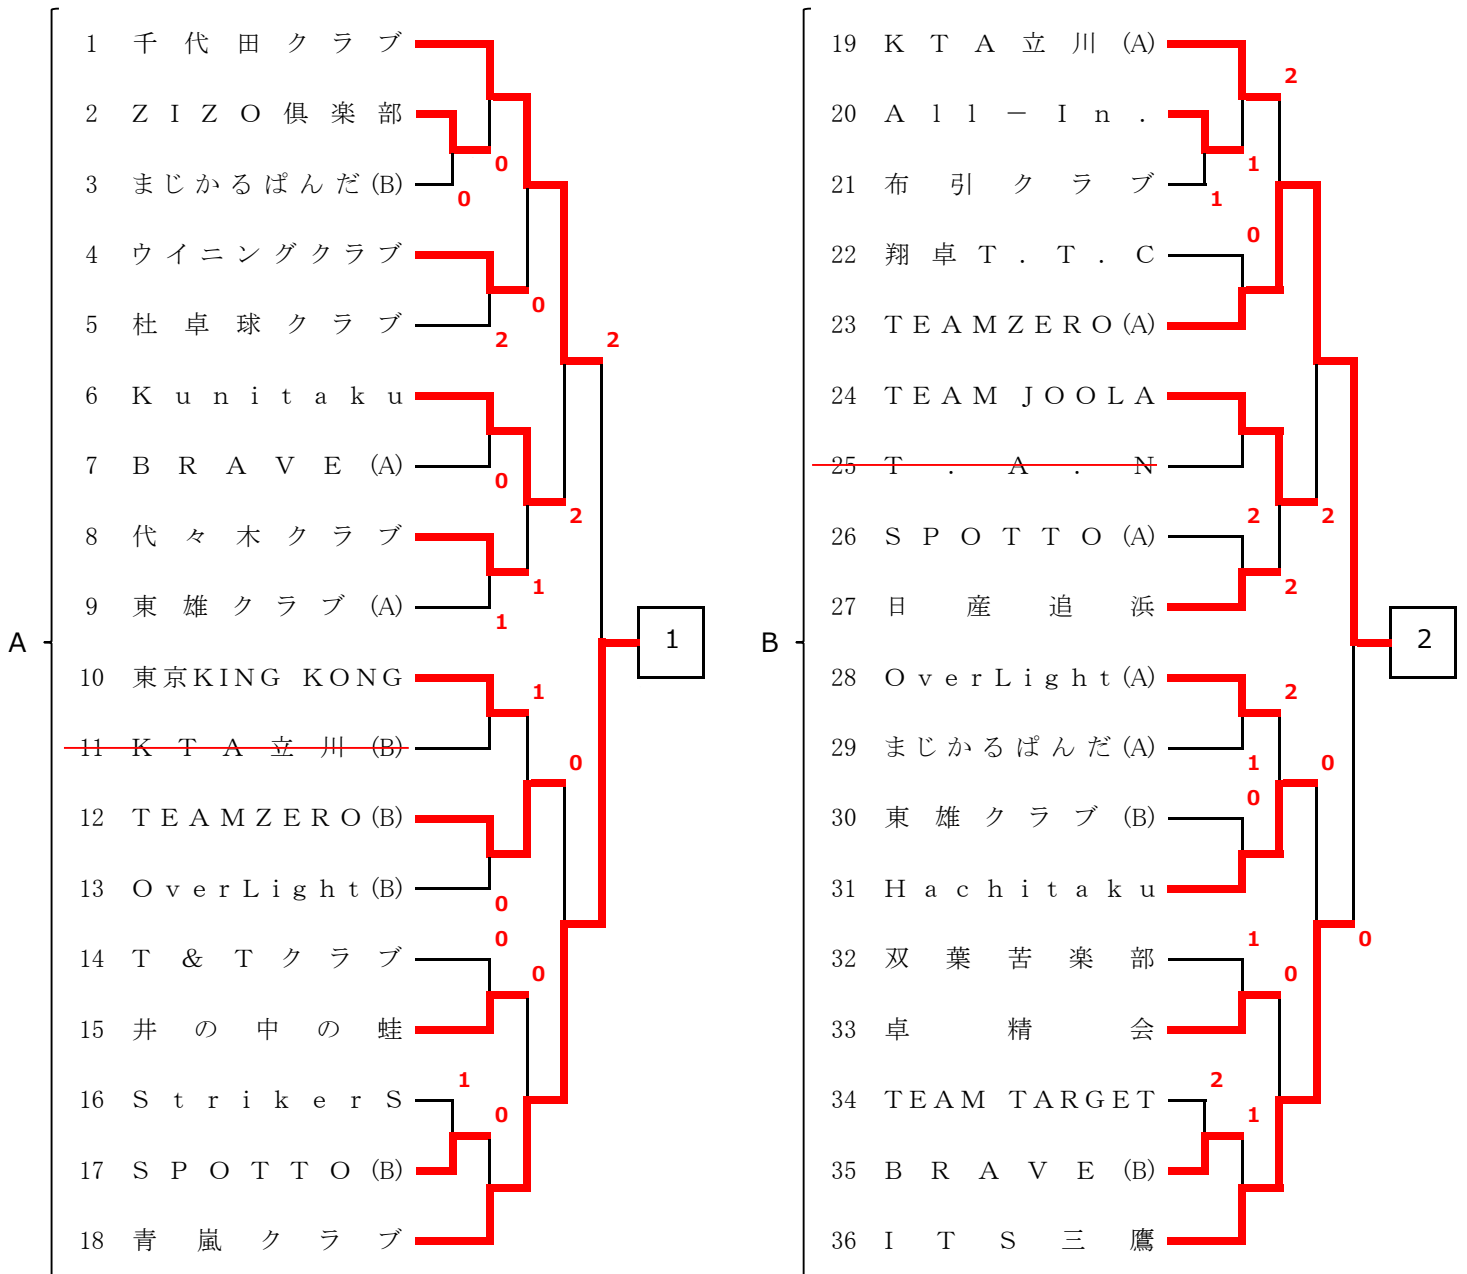 A
1 千代田クラブ
2 ZIZO倶楽部
0
3 まじかるぱんだ(B)
0
4 ウイニングクラブ
0
5 杜卓球クラブ
2
2
6 Kunitaku
7 BRAVE(A)
0
2
8 代々木クラブ
1
9 東雄クラブ(A)
1
1
10 東京KING KONG
1
11 KTA立川(B)
0
12 TEAMZERO(B)
13 OverLight(B)
0
0
14 T&Tクラブ
0
15 井の中の蛙
1
16 StrikerS
0
17 SPOTTO(B)
18 青嵐クラブ
B
19 KTA立川(A)
2
20 All-In.
1
21 布引クラブ
1
0
22 翔卓T.T.C
23 TEAMZERO(A)
24 TEAM JOOLA
25 T.A.N
2
2
26 SPOTTO(A)
2
27 日産追浜
2
28 OverLight(A)
2
29 まじかるぱんだ(A)
1
0
0
30 東雄クラブ(B)
31 Hachitaku
1
0
32 双葉苦楽部
0
33 卓精会
2
34 TEAM TARGET
1
35 BRAVE(B)
36 ITS三鷹